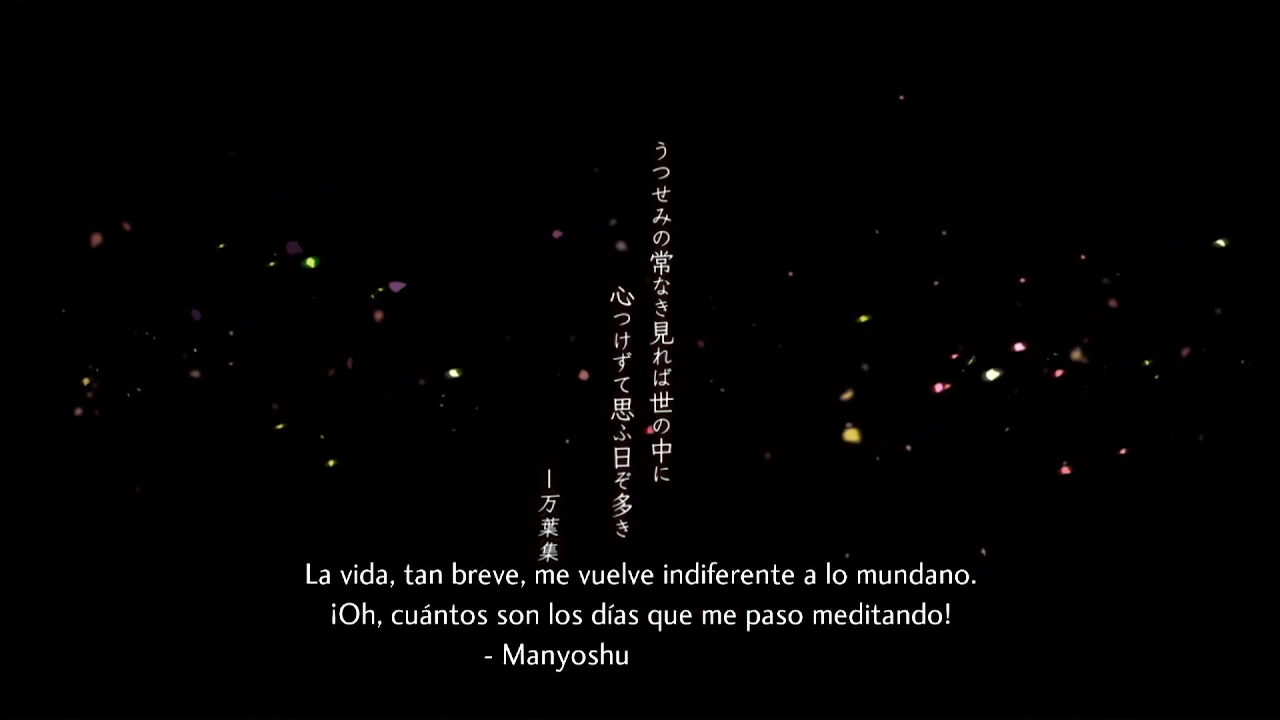 うつせみの常なき見れば世の中に
心つけずて思ふ日ぞ多き
―万葉集
La vida, tan breve, me vuelve indiferente a lo mundano.
¡Oh, cuántos son los días que me paso meditando!
- Manyoshu